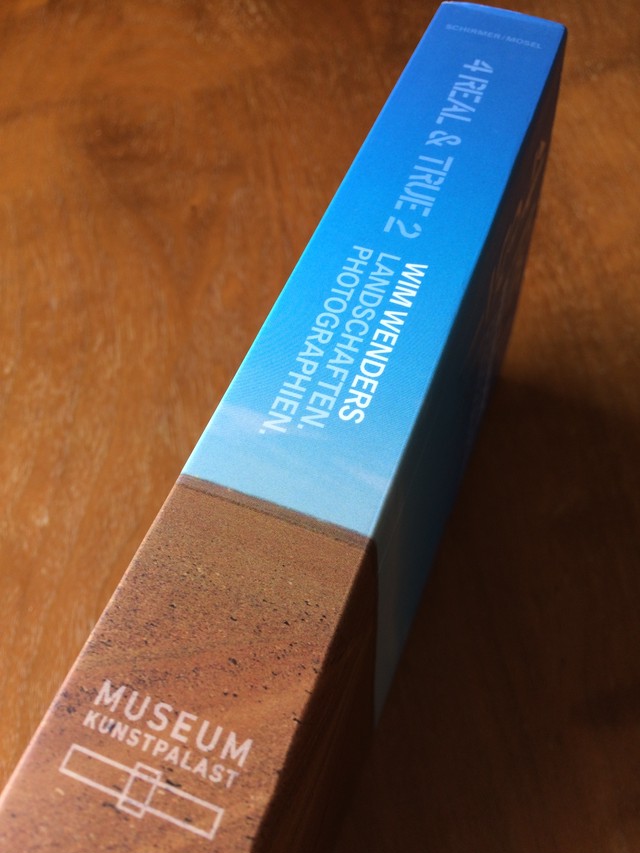 SCHIRMER/MOSEL
4 REAL & TRUE 2
WIM WENDERS
LANDSCHAFTEN.
PHOTOGRAPHIEN.
MUSEUM
KUNSTPALAST